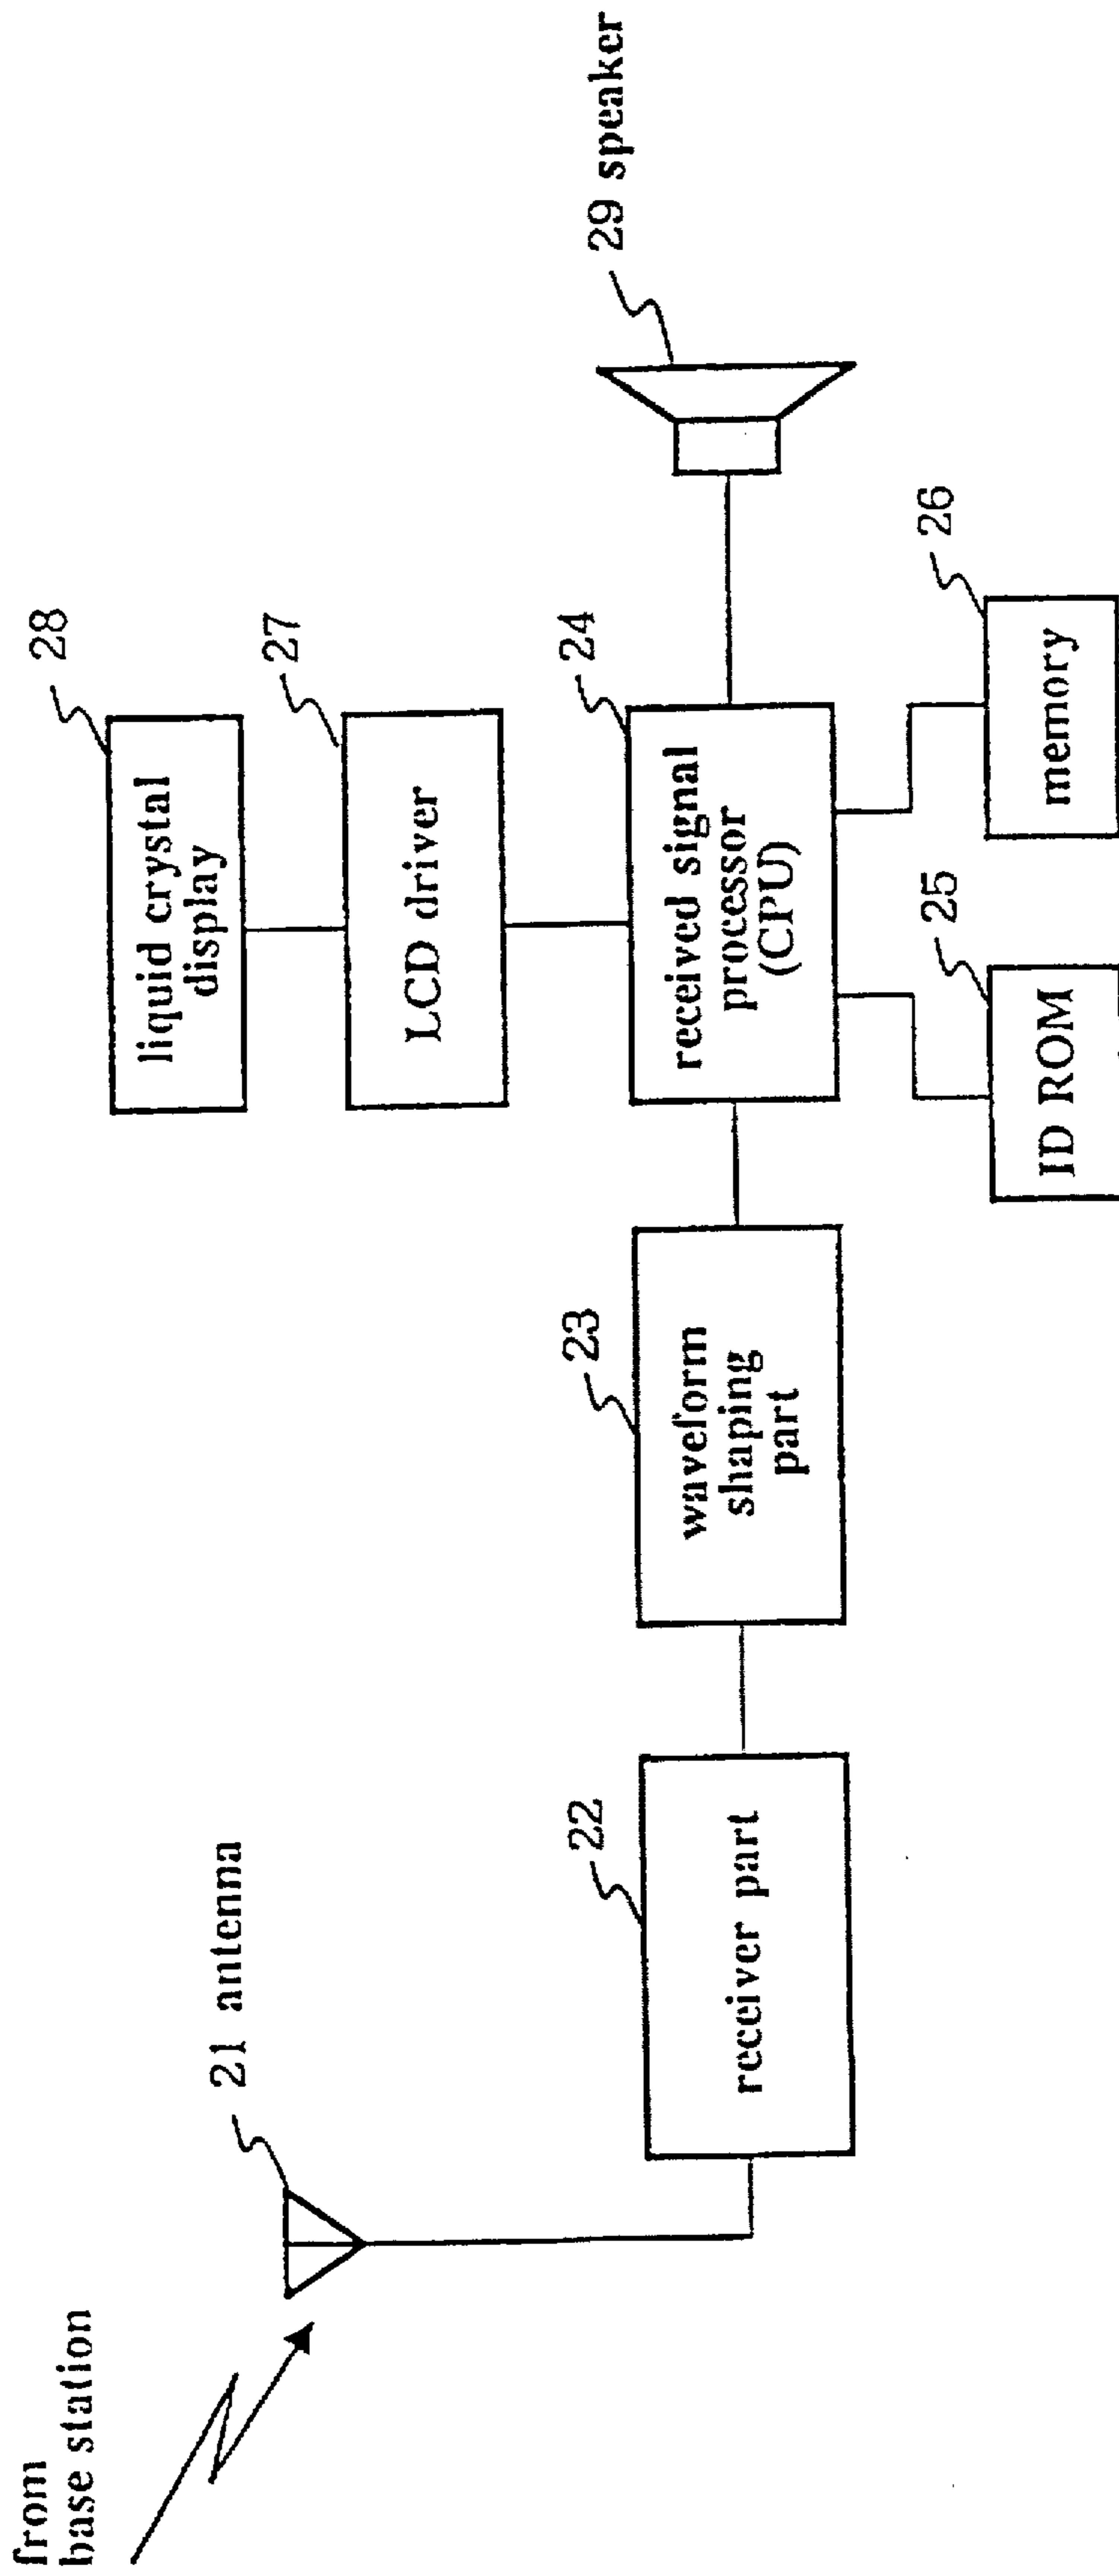 from
base station
21 antenna
22
receiver part
23
waveform
shaping
part
28
liquid crystal
display
27
LCD driver
24
received signal
processor
(CPU)
29 speaker
25
ID ROM
26
memory